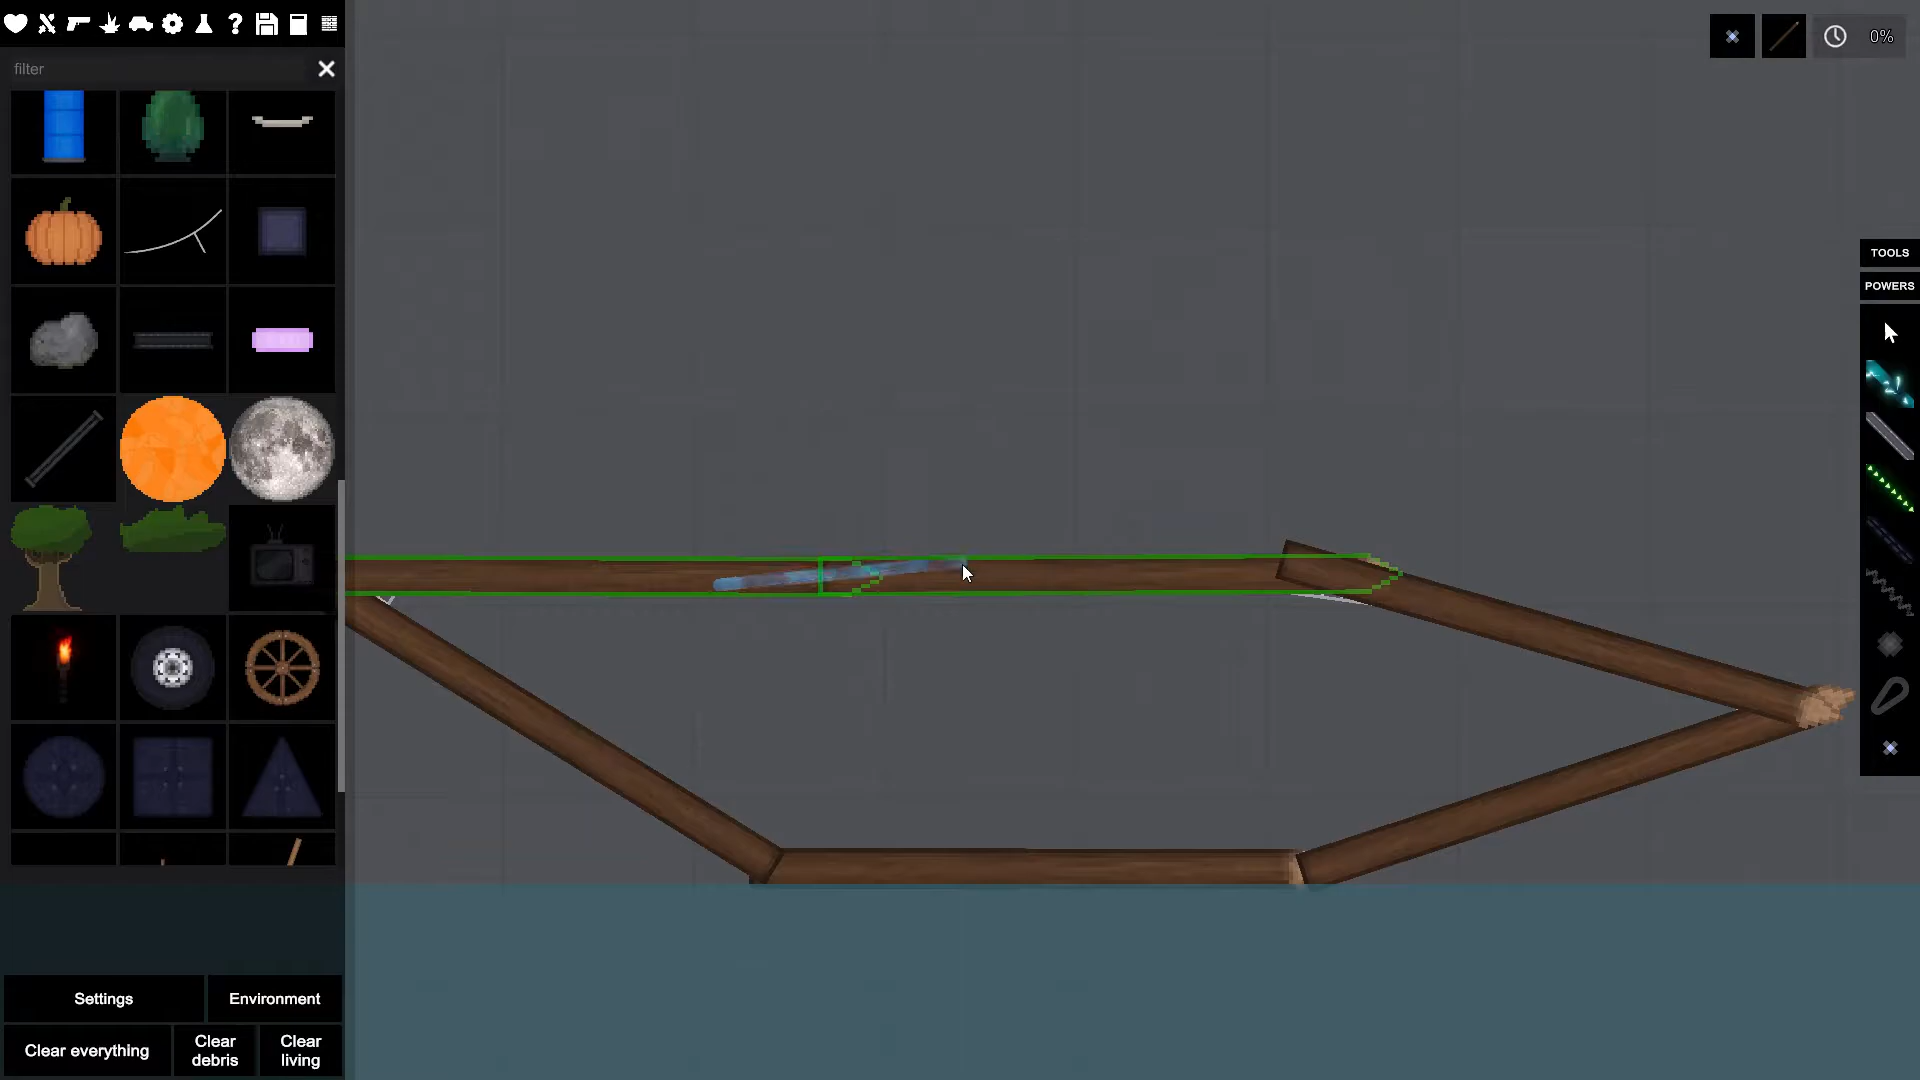 filter
0%
TOOLS
POWERS
Settings
Environment
Clear everything
Clear
debris
Clear
living